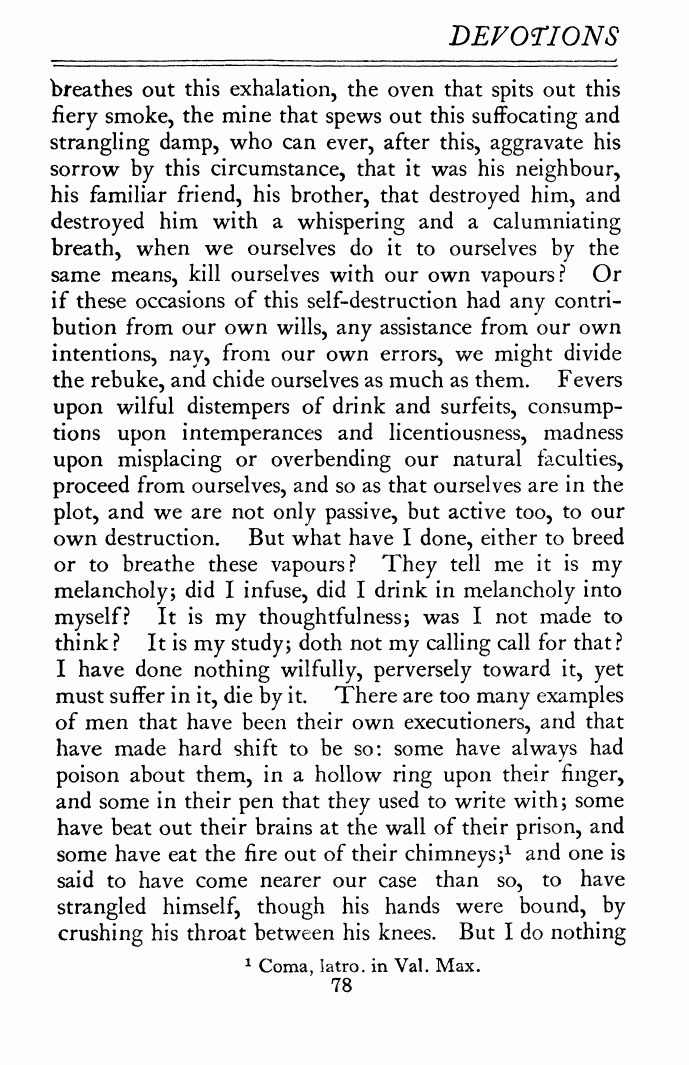 DEVOTIONS
breathes out this exhalation, the oven that spits out this
fiery smoke, the mine that spews out this suffocating and
strangling damp, who can ever, after this, aggravate his
sorrow by this circumstance, that it was his neighbour,
his familiar friend, his brother, that destroyed him, and
destroyed him with a whispering and a calumniating
breath, when we ourselves do it to ourselves by the
same means, kill ourselves with our own vapours? Or
if these occasions of this self-destruction had any contri-
bution from our own wills, any assistance from our own
intentions, nay, from our own errors, we might divide
the rebuke, and chide ourselves as much as them. Fevers
upon wilful distempers of drink and surfeits, consump-
tions upon intemperances and licentiousness, madness
upon misplacing or overbending our natural faculties,
proceed from ourselves, and so as that ourselves are in the
plot, and we are not only passive, but active too, to our
own destruction. But what have I done, either to breed
or to breathe these vapours? They tell me it is my
melancholy; did I infuse, did I drink in melancholy into
myself? It is my thoughtfulness; was I not made to
think? It is my study; doth not my calling call for that?
I have done nothing wilfully, perversely toward it, yet
must suffer in it, die by it. There are too many examples
of men that have been their own executioners, and that
have made hard shift to be so: some have always had
poison about them, in a hollow ring upon their finger,
and some in their pen that they used to write with; some
have beat out their brains at the wall of their prison, and
some have eat the fire out of their chimneys;¹ and one is
said to have come nearer our case than so, to have
strangled himself, though his hands were bound, by
crushing his throat between his knees. But I do nothing
¹ Coma, latro. in Val. Max.
78